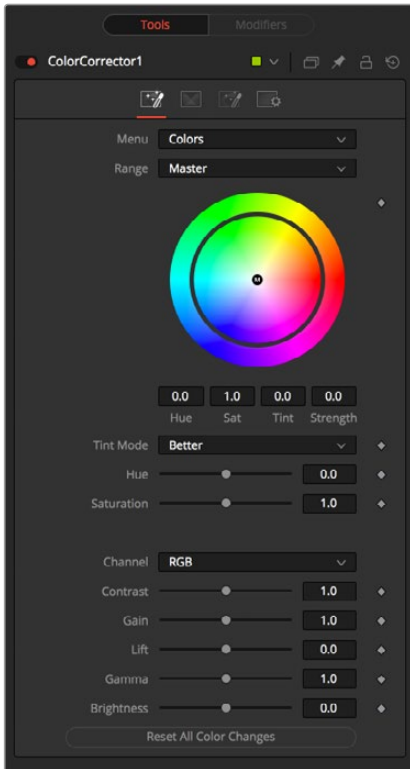 Tools Modifiers
ColorCorrector1
Menu Colors
Range Master
M
0.0 1.0 0.0 0.0
Hue Sat Tint Strength
Tint Mode Better
Hue 0.0
Saturation 1.0
Channel RGB
Contrast 1.0
Gain 1.0
Lift 0.0
Gamma 1.0
Brightness 0.0
Reset All Color Changes